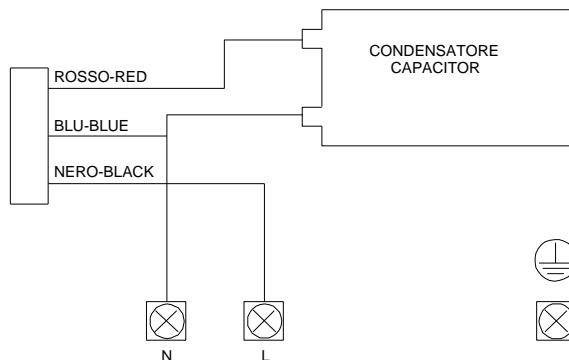 CONDENSATORE
CAPACITOR
ROSSO-RED
BLU-BLUE
NERO-BLACK
N
L